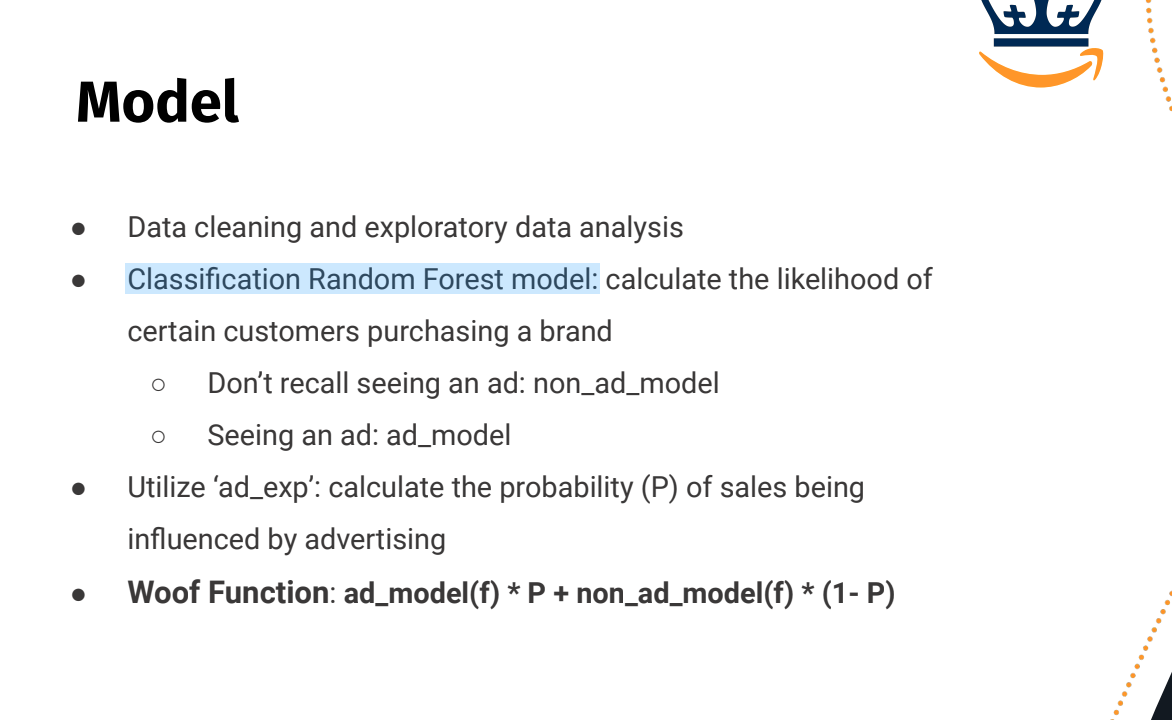 Model
● Data cleaning and exploratory data analysis
● Classification Random Forest model: calculate the likelihood of
certain customers purchasing a brand
○ Don’t recall seeing an ad: non_ad_model
○ Seeing an ad: ad_model
● Utilize ‘ad_exp’: calculate the probability (P) of sales being
influenced by advertising
● Woof Function: ad_model(f) * P + non_ad_model(f) * (1- P)